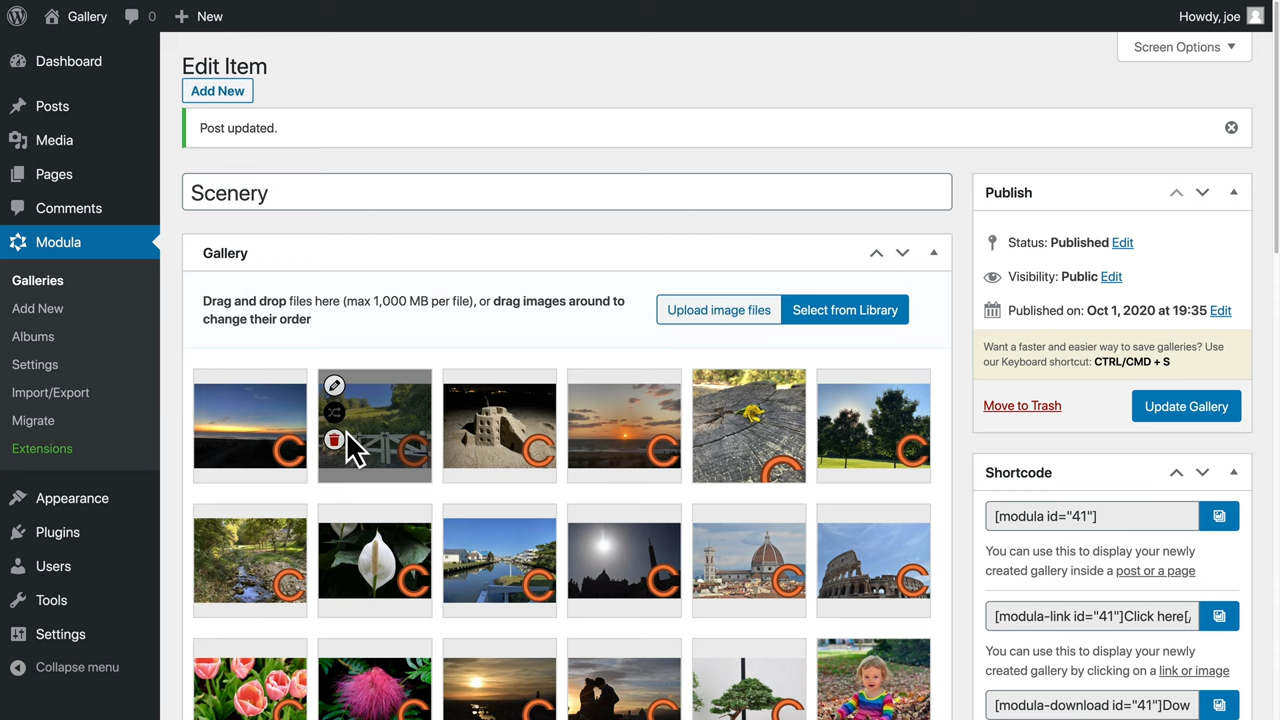 Gallery
0
New
Howdy, joe
Screen Options
Dashboard
Posts
Media
Pages
Comments
Modula
Galleries
Add New
Albums
Settings
Import/Export
Migrate
Extensions
Appearance
Plugins
Users
Tools
Settings
Collapse menu
Edit Item
Add New
Post updated.
Scenery
Gallery
Drag and drop files here (max 1,000 MB per file), or drag images around to
change their order
Upload image files
Select from Library
Publish
Status: Published Edit
Visibility: Public Edit
Published on: Oct 1, 2020 at 19:35 Edit
Want a faster and easier way to save galleries? Use
our Keyboard shortcut: CTRL/CMD + S
Move to Trash
Update Gallery
Shortcode
[modula id="41"]
You can use this to display your newly
created gallery inside a post or a page
[modula-link id="41"]Click here[/
You can use this to display your newly
created gallery by clicking on a link or image
[modula-download id="41"]Dow